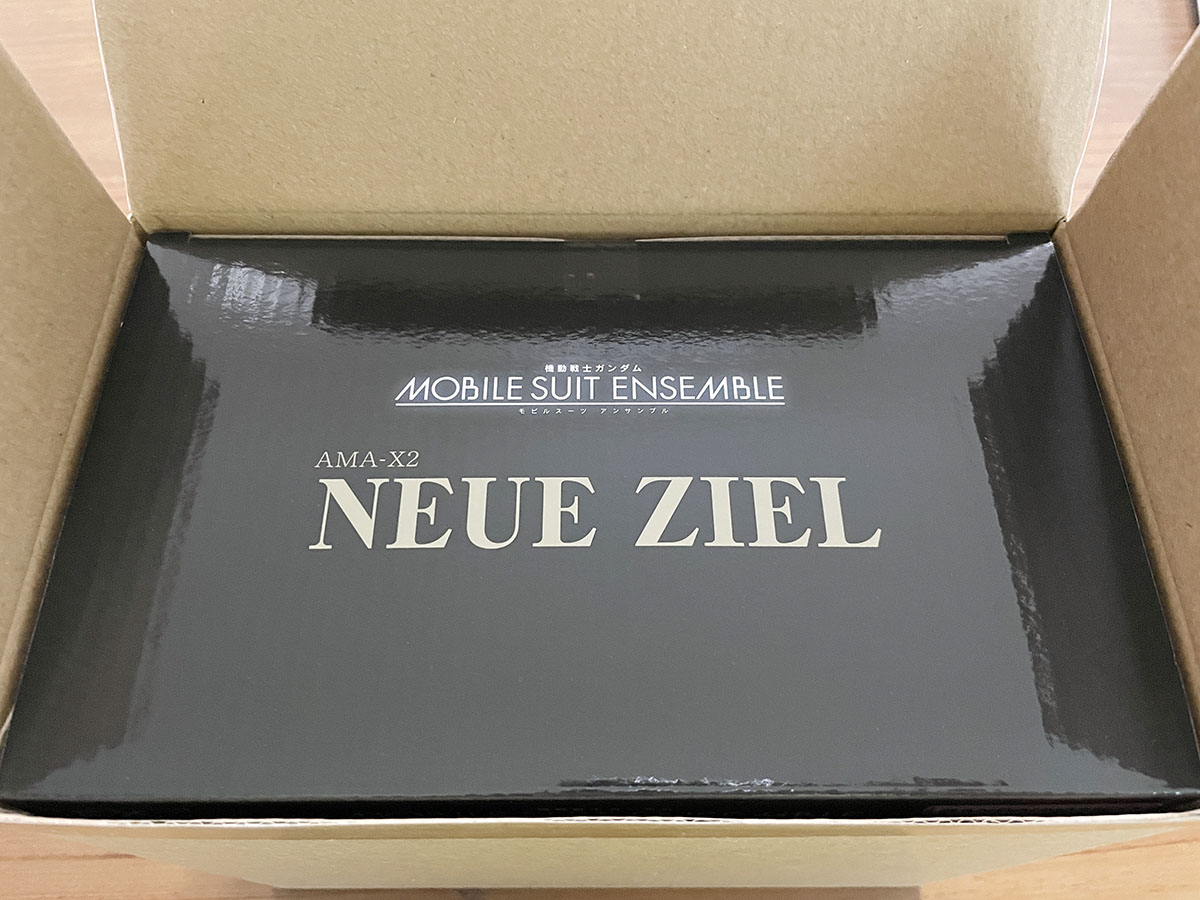 機動戦士ガンダム
MOBILE SUIT ENSEMBLE
モビルスーツ アンサンブル
AMA-X2
NEUE ZIEL